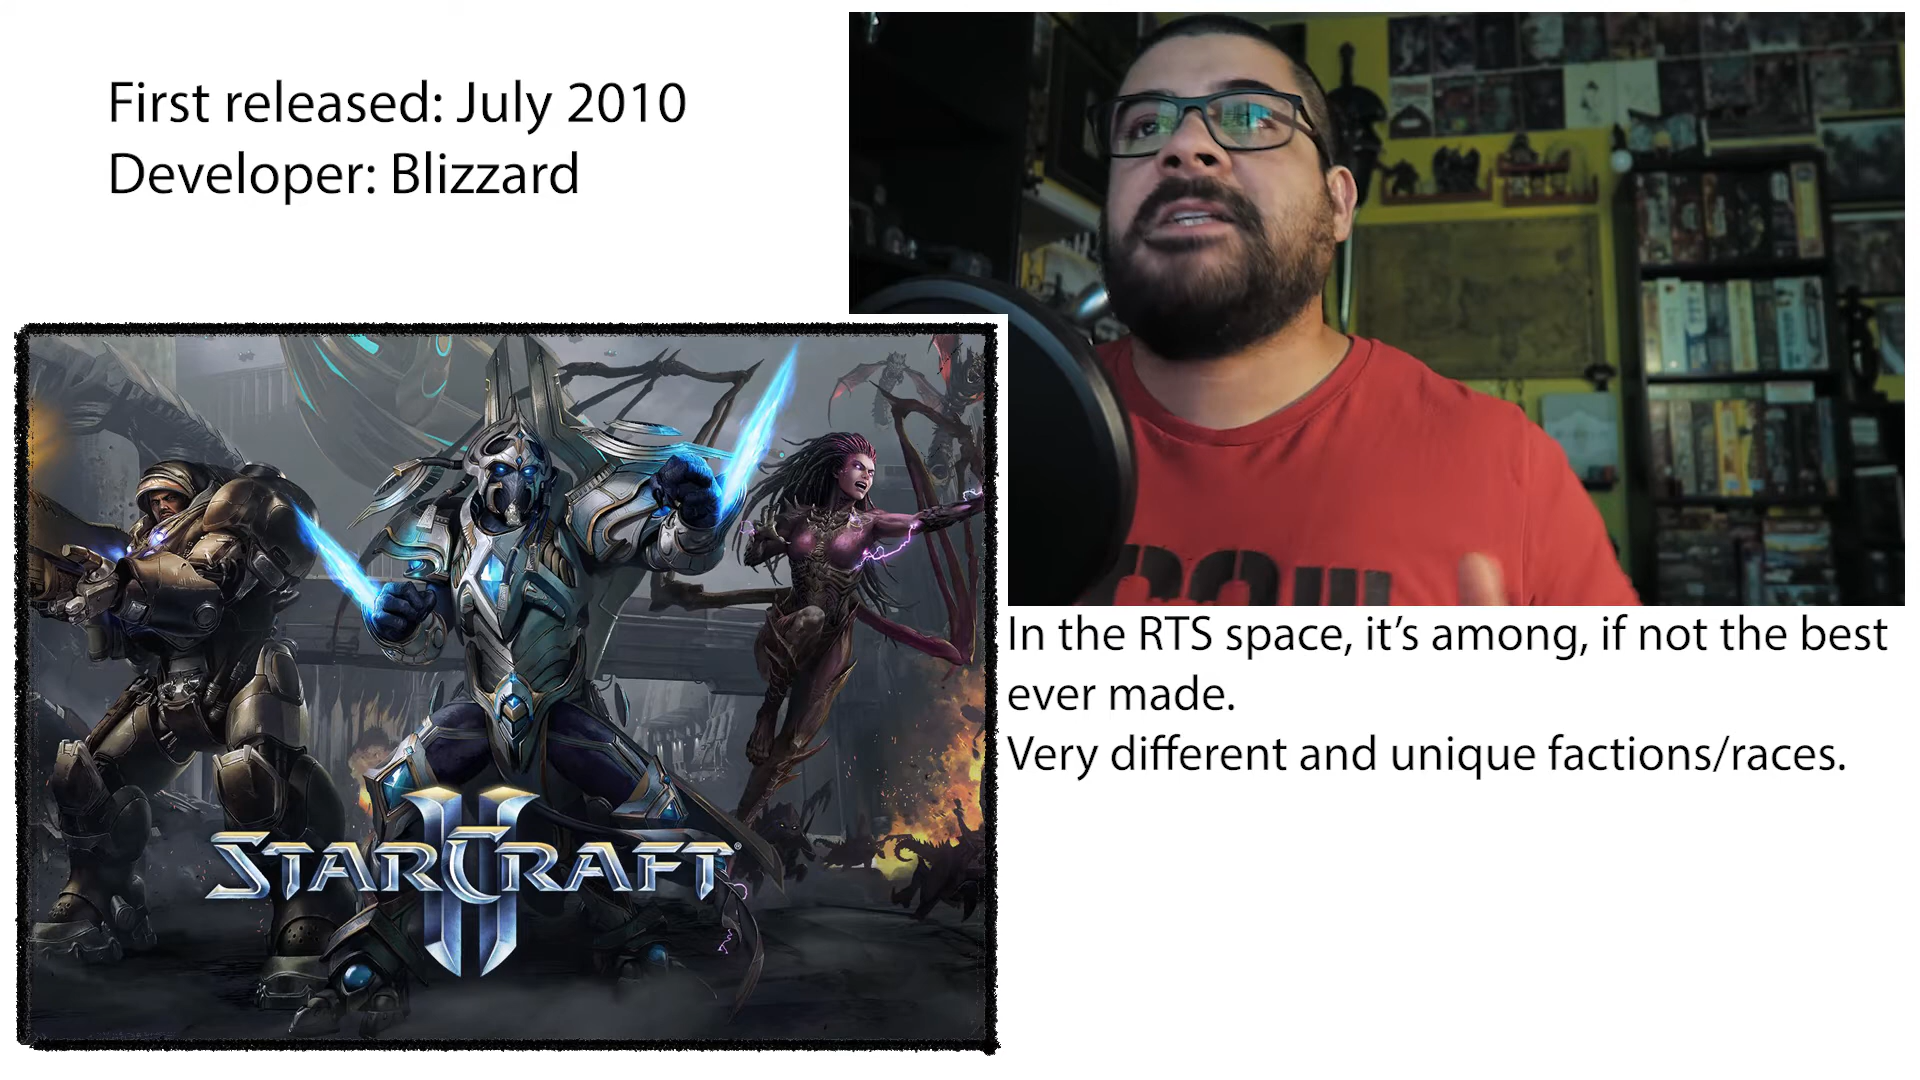 First released: July 2010
Developer: Blizzard
STARCRAFT
II
In the RTS space, it’s among, if not the best
ever made.
Very different and unique factions/races.